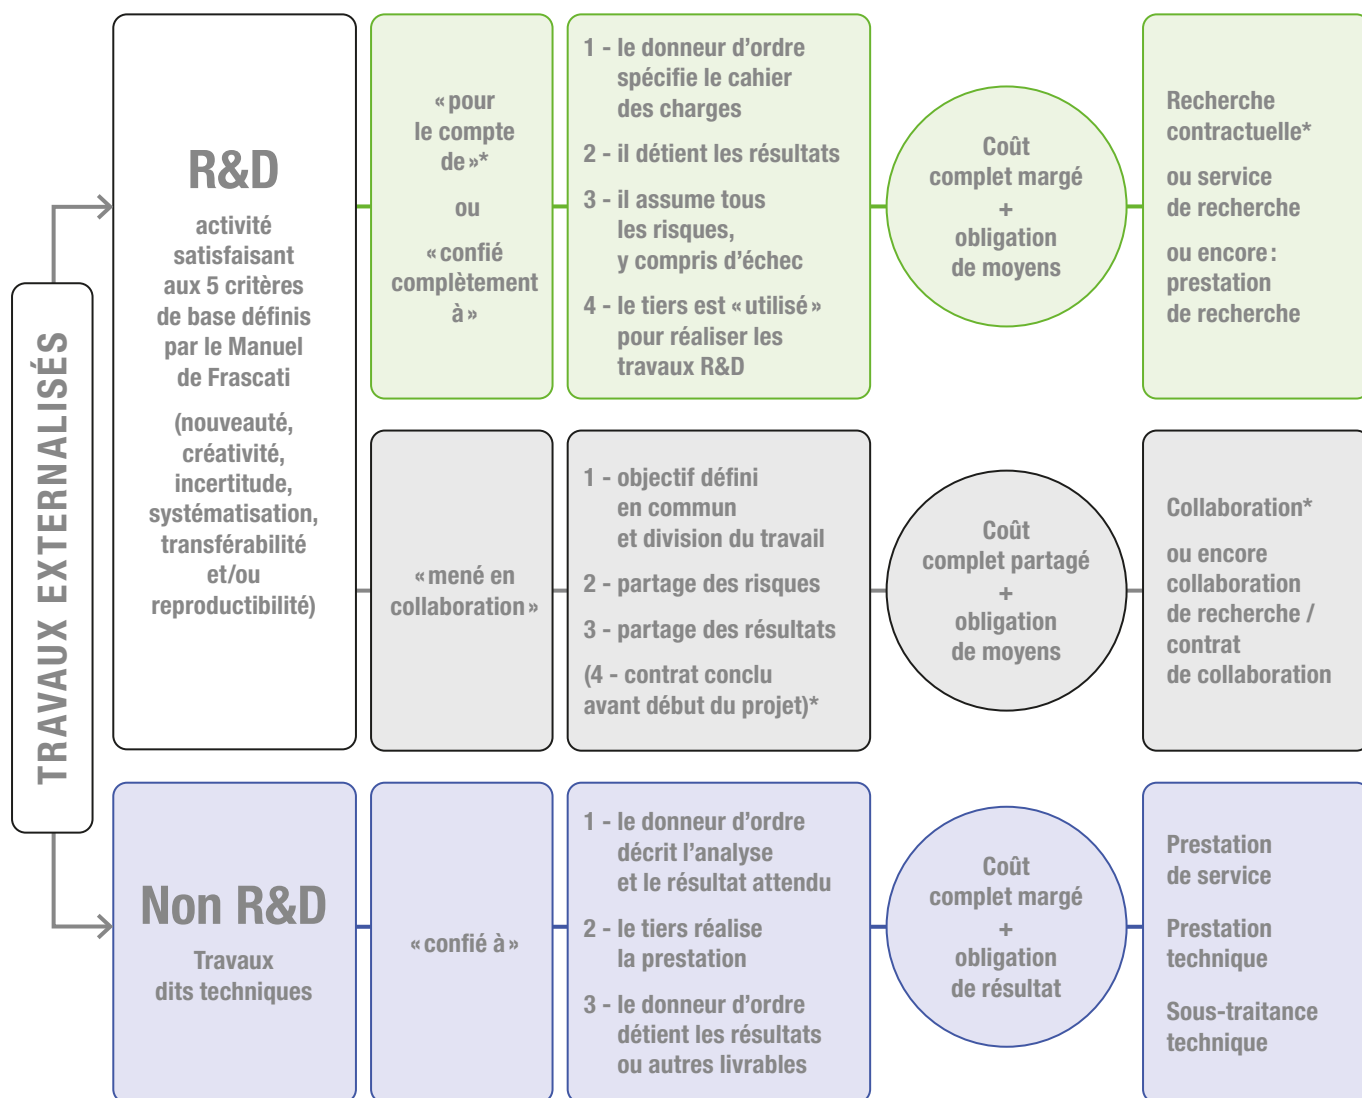 TRAVAUX EXTERNALISÉS
R&D
activité
satisfaisant
aux 5 critères
de base définis
par le Manuel
de Frascati
(nouveauté,
créativité,
incertitude,
systématisation,
transférabilité
et/ou
reproductibilité)
« pour
le compte
de »*
ou
« confié
complètement
à »
1 - le donneur d’ordre
spécifie le cahier
des charges
2 - il détient les résultats
3 - il assume tous
les risques,
y compris d’échec
4 - le tiers est « utilisé »
pour réaliser les
travaux R&D
Coût
complet margé
+
obligation
de moyens
Recherche
contractuelle*
ou service
de recherche
ou encore :
prestation
de recherche
« mené en
collaboration »
1 - objectif défini
en commun
et division du travail
2 - partage des risques
3 - partage des résultats
(4 - contrat conclu
avant début du projet)*
Coût
complet partagé
+
obligation
de moyens
Collaboration*
ou encore
collaboration
de recherche /
contrat
de collaboration
Non R&D
Travaux
dits techniques
« confié à »
1 - le donneur d’ordre
décrit l’analyse
et le résultat attendu
2 - le tiers réalise
la prestation
3 - le donneur d’ordre
détient les résultats
ou autres livrables
Coût
complet margé
+
obligation
de résultat
Prestation
de service
Prestation
technique
Sous-traitance
technique